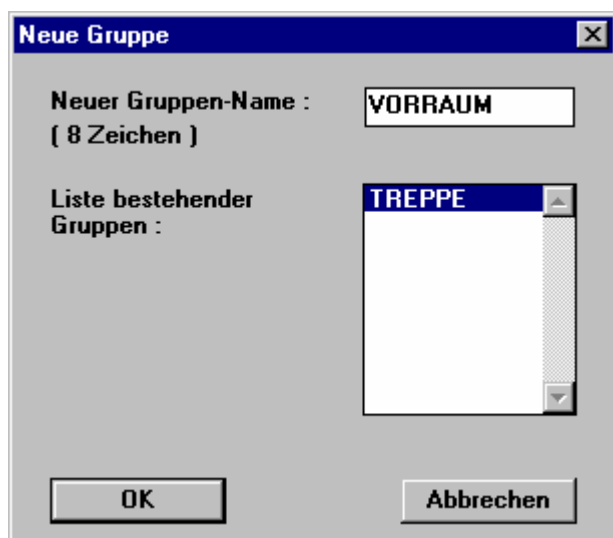 Neue Gruppe
Neuer Gruppen-Name : VORRAUM
( 8 Zeichen )
Liste bestehender TREPPE
Gruppen :
OK Abbrechen